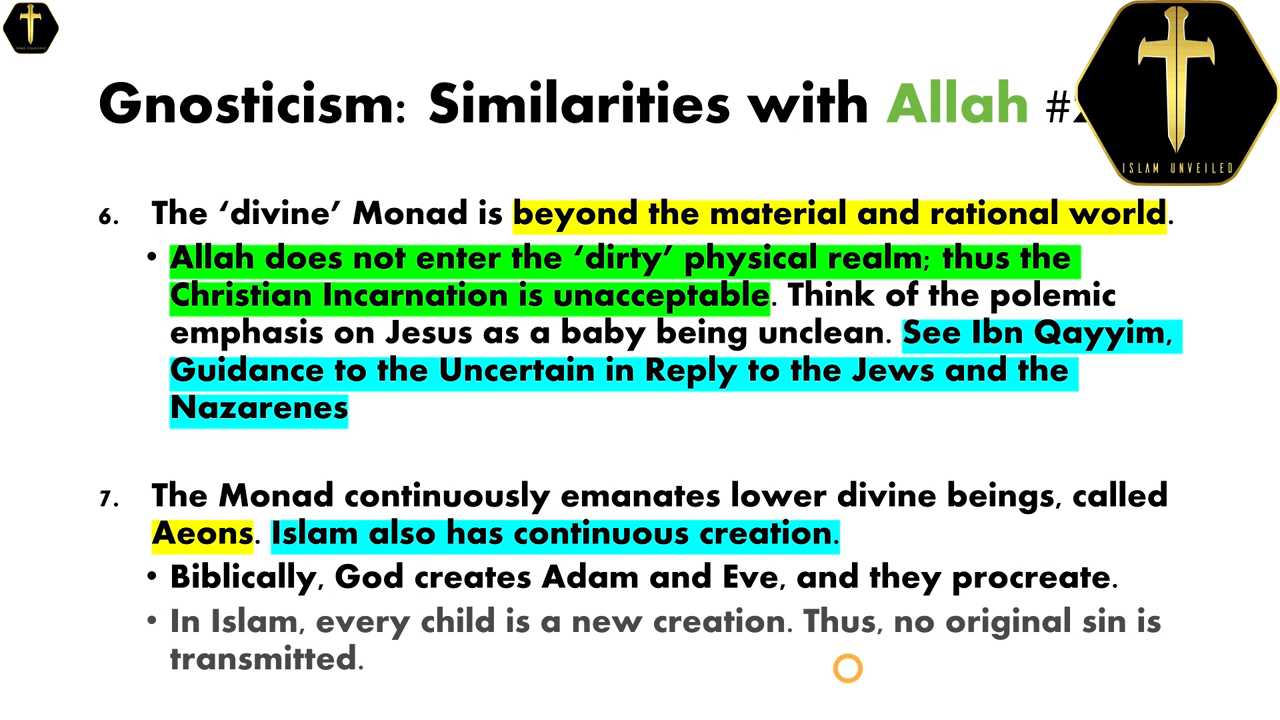 Gnosticism: Similarities with Allah #2
ISLAM UNVEILED
6. The ‘divine’ Monad is beyond the material and rational world.
• Allah does not enter the ‘dirty’ physical realm; thus the
Christian Incarnation is unacceptable. Think of the polemic
emphasis on Jesus as a baby being unclean. See Ibn Qayyim,
Guidance to the Uncertain in Reply to the Jews and the
Nazarenes
7. The Monad continuously emanates lower divine beings, called
Aeons. Islam also has continuous creation.
• Biblically, God creates Adam and Eve, and they procreate.
• In Islam, every child is a new creation. Thus, no original sin is
transmitted.